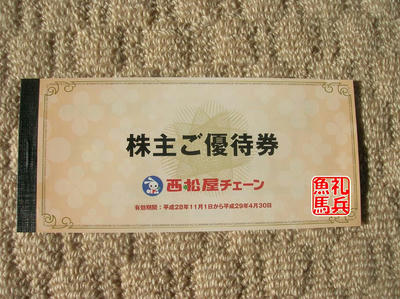 株主ご優待券
西松屋チェーン
有効期間：平成28年11月1日から平成29年4月30日
礼兵
魚馬